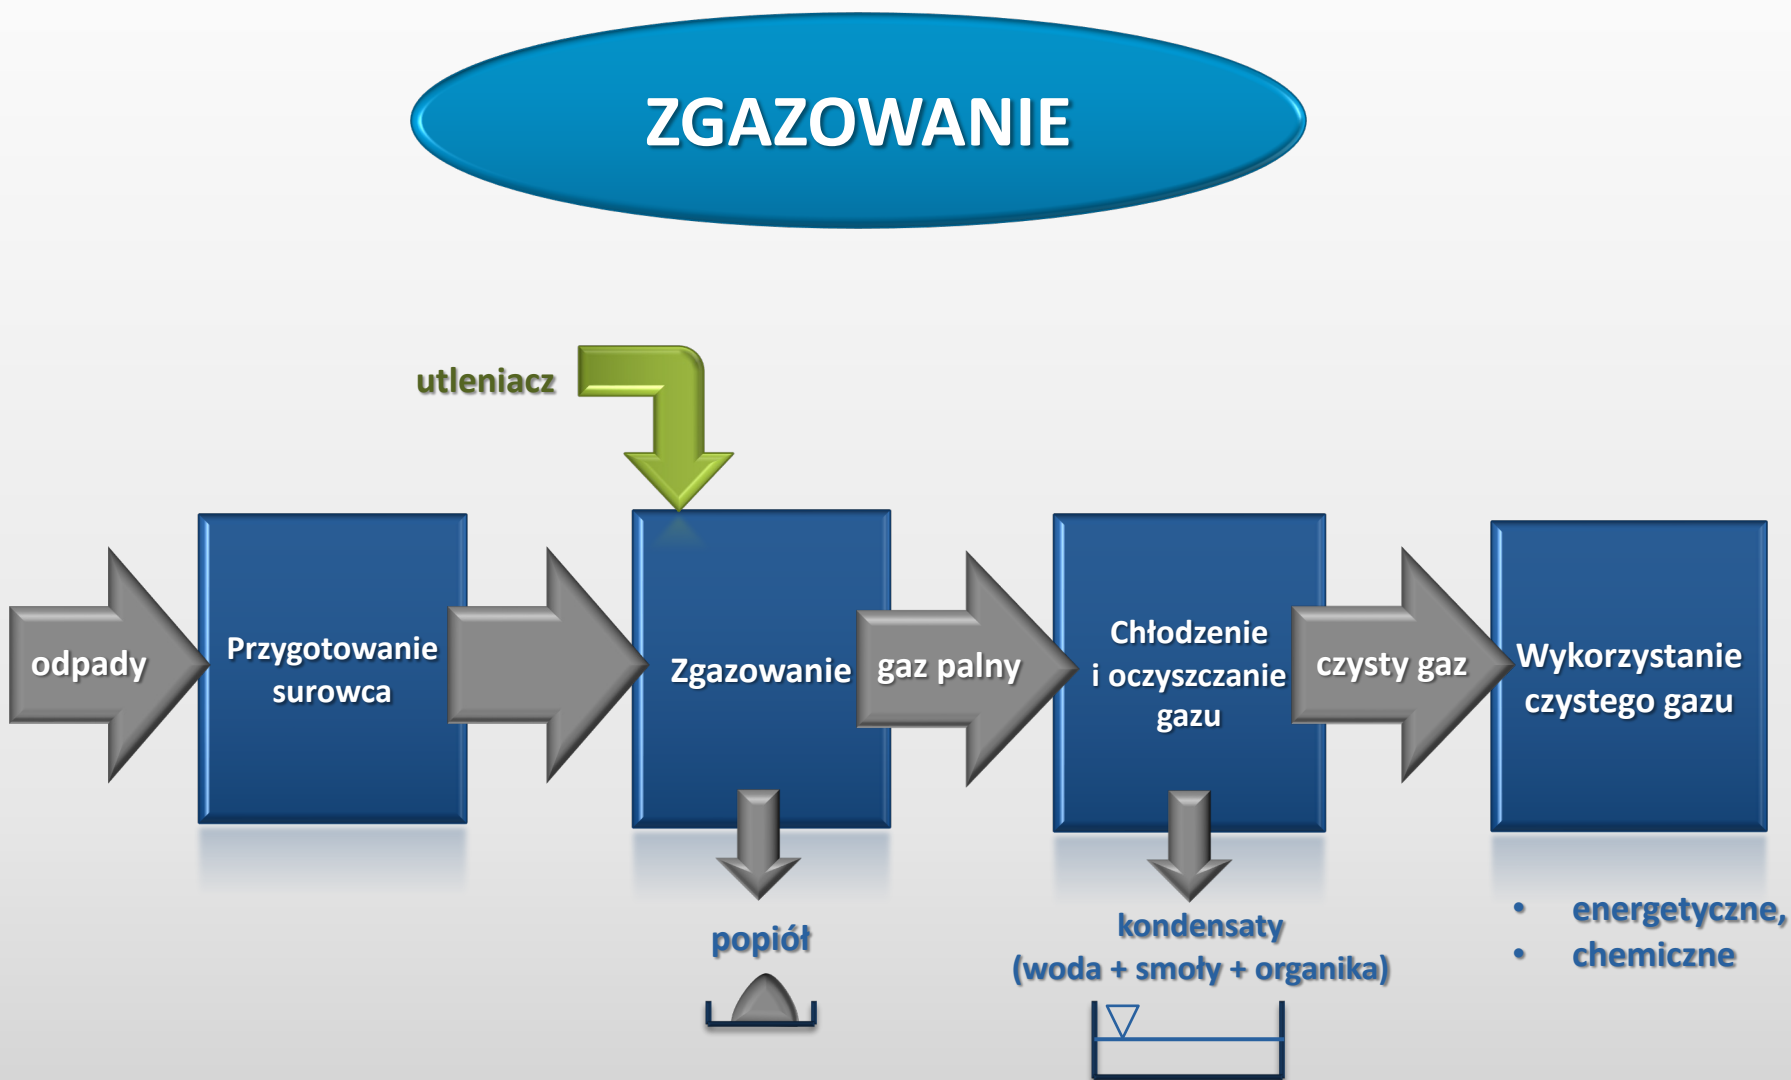 ZGAZOWANIE
utleniacz
odpady
Przygotowanie
surowca
Zgazowanie
gaz palny
Chłodzenie
i oczyszczanie
gazu
czysty gaz
Wykorzystanie
czystego gazu
popiół
kondensaty
(woda + smoły + organika)
• energetyczne,
• chemiczne